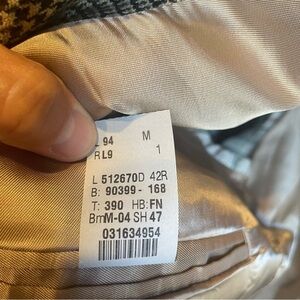 94 M
RL9 1
L 512670D 42R
B: 90399 - 168
T: 390 HB: FN
BmM-04 SH 47
031634954